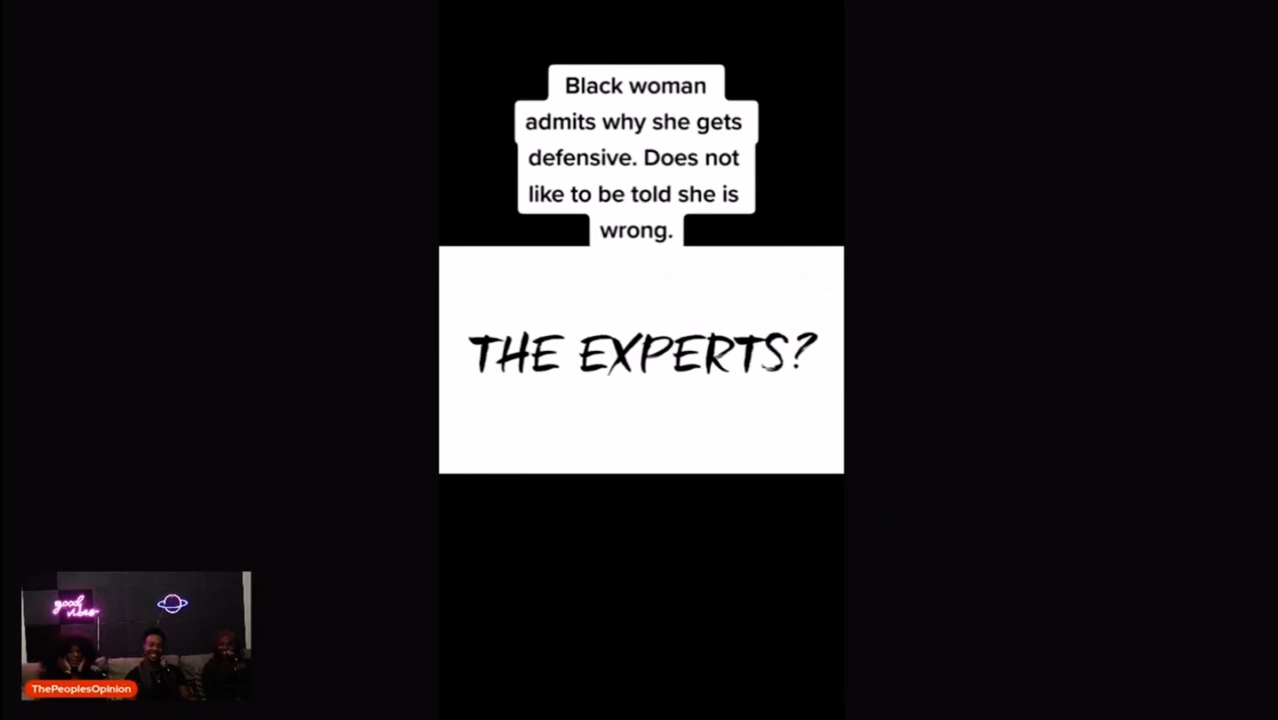 Black woman
admits why she gets
defensive. Does not
like to be told she is
wrong.
THE EXPERTS?
good
vibes
ThePeoplesOpinion